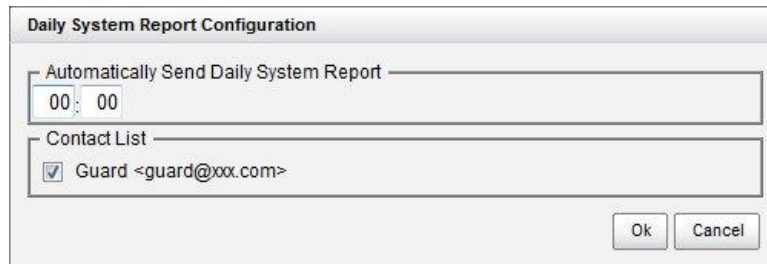 Daily System Report Configuration
Automatically Send Daily System Report
00 : 00
Contact List
Guard <guard@xxx.com>
Ok Cancel